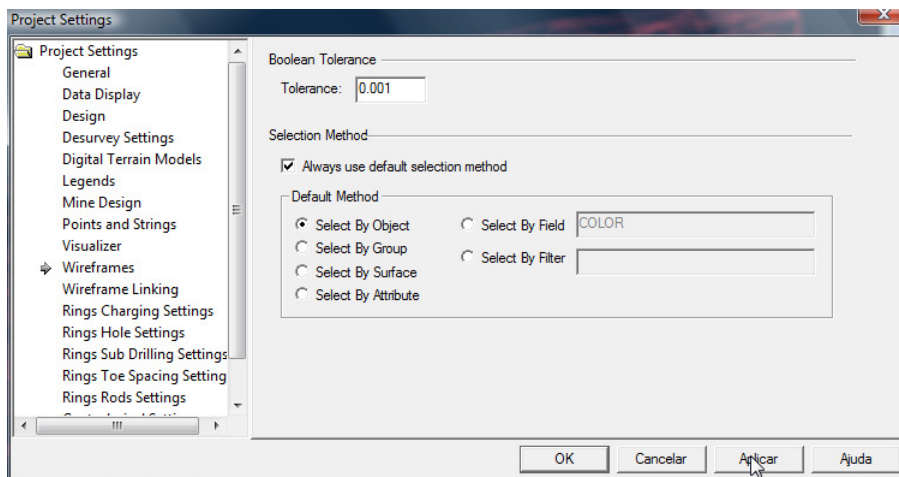 Project Settings
Project Settings
General
Data Display
Design
Desurvey Settings
Digital Terrain Models
Legends
Mine Design
Points and Strings
Visualizer
Wireframes
Wireframe Linking
Rings Charging Settings
Rings Hole Settings
Rings Sub Drilling Settings
Rings Toe Spacing Setting
Rings Rods Settings
Boolean Tolerance
Tolerance: 0.001
Selection Method
Always use default selection method
Default Method
Select By Object
Select By Group
Select By Surface
Select By Attribute
Select By Field COLOR
Select By Filter
OK Cancelar Aplicar Ajuda